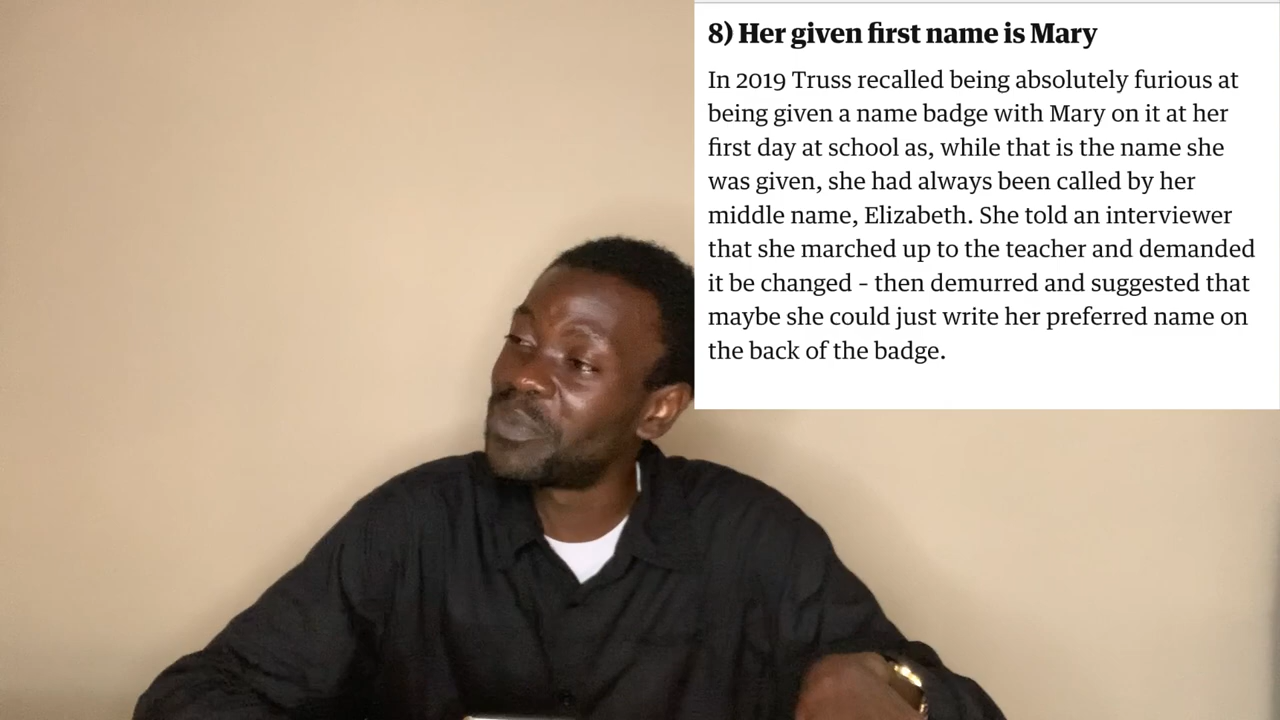 8) Her given first name is Mary
In 2019 Truss recalled being absolutely furious at
being given a name badge with Mary on it at her
first day at school as, while that is the name she
was given, she had always been called by her
middle name, Elizabeth. She told an interviewer
that she marched up to the teacher and demanded
it be changed – then demurred and suggested that
maybe she could just write her preferred name on
the back of the badge.